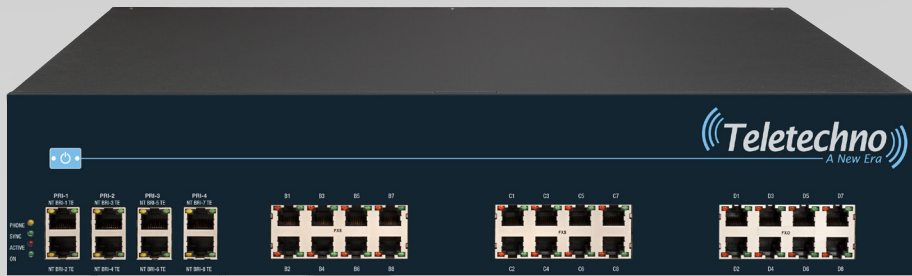 Teletechno
A New Era
PRI-1 PRI-2 PRI-3 PRI-4
NT BRI-1 TE NT BRI-3 TE NT BRI-5 TE NT BRI-7 TE
B1 B3 B5 B7
C1 C3 C5 C7
D1 D3 D5 D7
PHONE
SYNC
ACTIVE
ON
FXS
FXS
FXO
NT BRI-2 TE NT BRI-4 TE NT BRI-6 TE NT BRI-8 TE
B2 B4 B6 B8
C2 C4 C6 C8
D2 D4 D6 D8